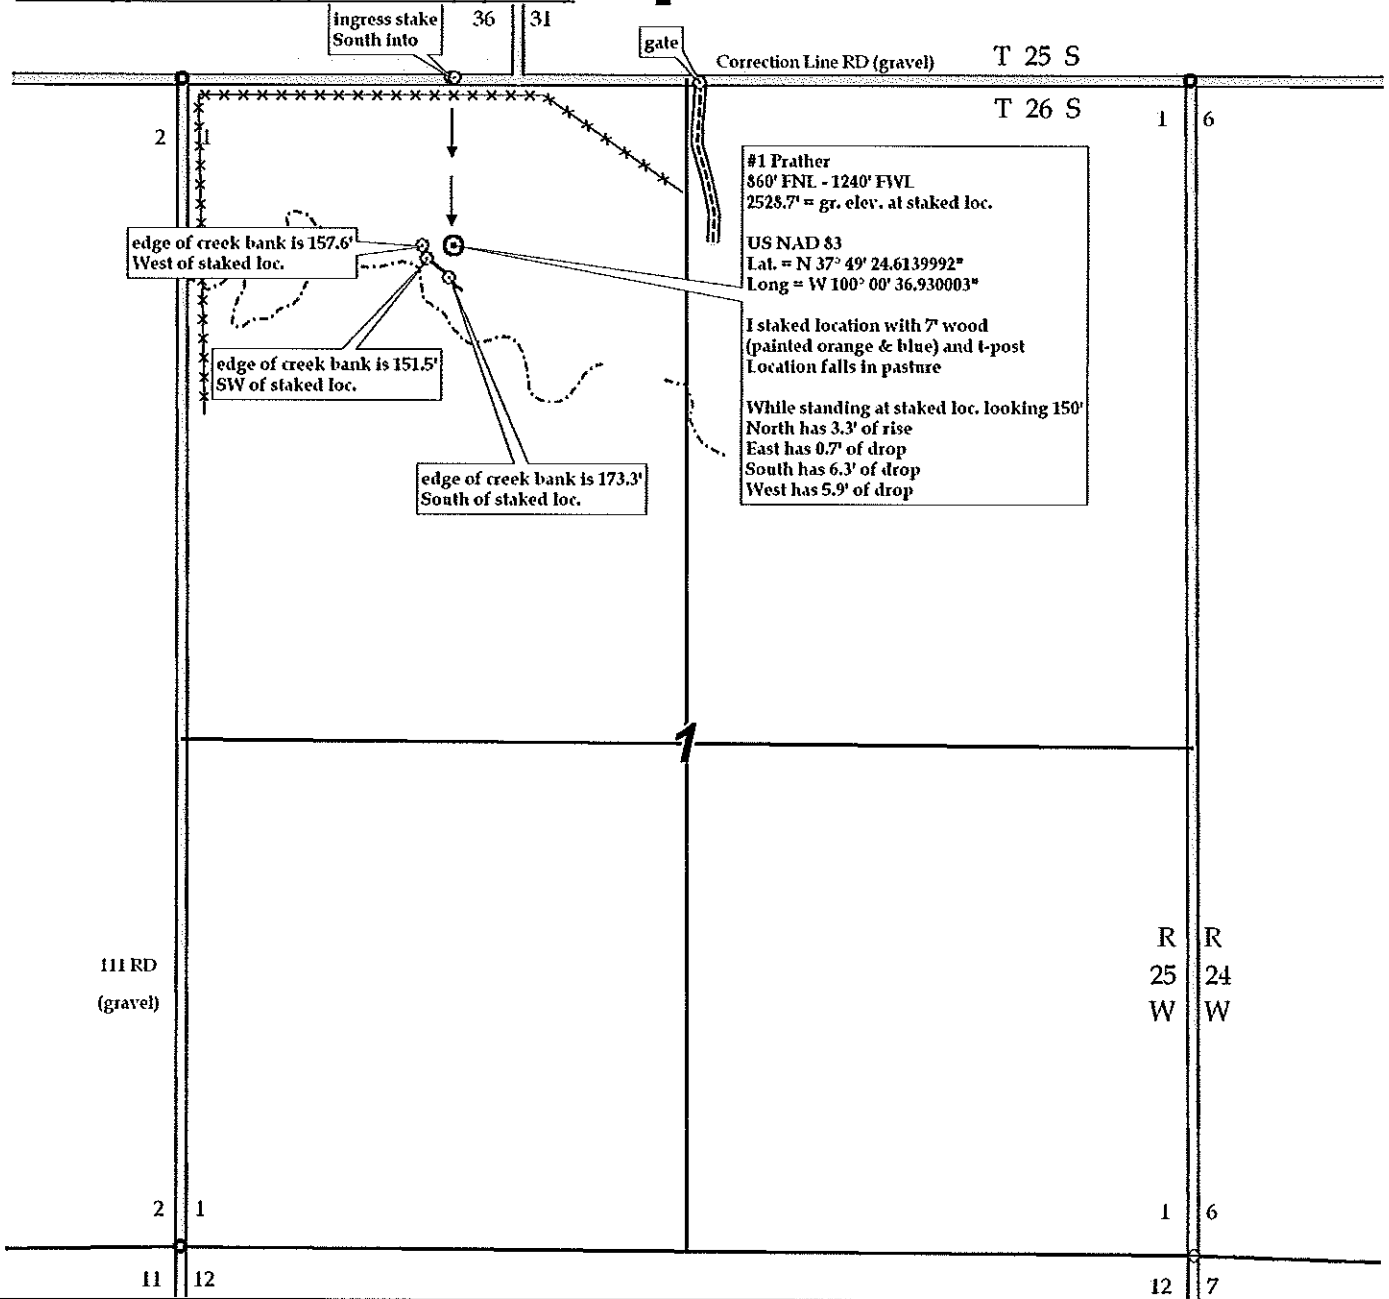 ingress stake
South into
36 31
gate
Correction Line RD (gravel)
T 25 S
T 26 S
2 1
1 6
#1 Prather
860' FNL - 1240' FWL
2528.7' = gr. elev. at staked loc.
US NAD 83
Lat. = N 37° 49' 24.6139992"
Long = W 100° 00' 36.930003"
I staked location with 7' wood
(painted orange & blue) and t-post
Location falls in pasture
While standing at staked loc. looking 150'
North has 3.3' of rise
East has 0.7' of drop
South has 6.3' of drop
West has 5.9' of drop
edge of creek bank is 157.6'
West of staked loc.
edge of creek bank is 151.5'
SW of staked loc.
edge of creek bank is 173.3'
South of staked loc.
1
111 RD
(gravel)
R R
25 24
W W
2 1
1 6
11 12
12 7